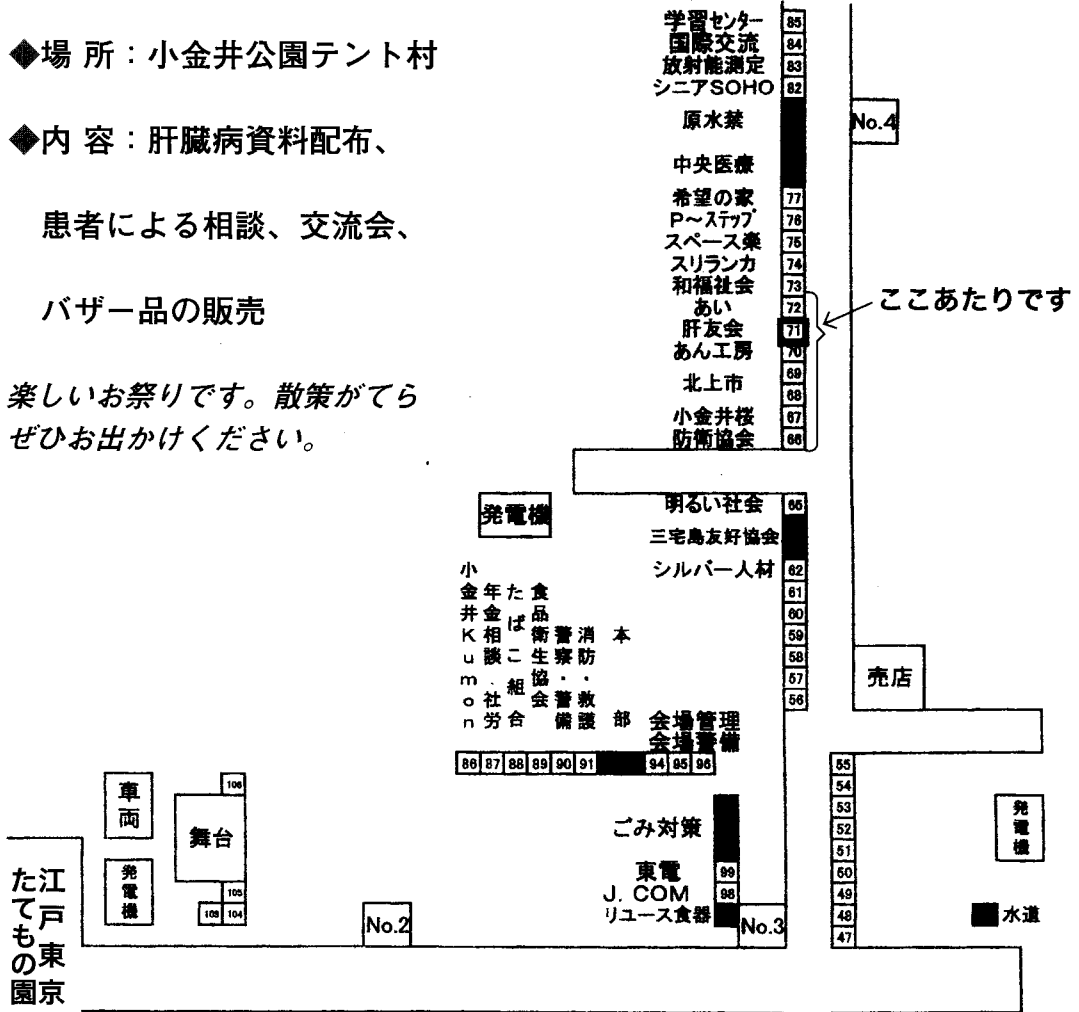 ◆場 所：小金井公園テント村
◆内 容：肝臓病資料配布、
患者による相談、交流会、
バザー品の販売
楽しいお祭りです。散策がてら
ぜひお出かけください。
学習センター 85
国際交流 84
放射能測定 83
シニアSOHO 82
原水禁
No.4
中央医療
希望の家 77
P～ステップ 76
スペース楽 75
スリランカ 74
和福祉会 73
あい 72
ここあたりです
肝友会 71
あん工房 70
北上市 69
68
小金井桜 67
防衛協会 66
明るい社会 65
発電機
三宅島友好協会
シルバー人材 62
61
60
59
58
57
56
売店
小金井Kumon
年金相談．社労
たばこ組合
食品衛生協会
警察・警備
消防・救護
本部
会場管理
会場警備
86 87 88 89 90 91 94 95 96
55
54
53
52
51
50
49
48
47
車両
106
舞台
発電機
105
103 104
ごみ対策
東電 99
J. COM 98
リユース食器
No.2
No.3
発電機
水道
江戸東京
たてもの園